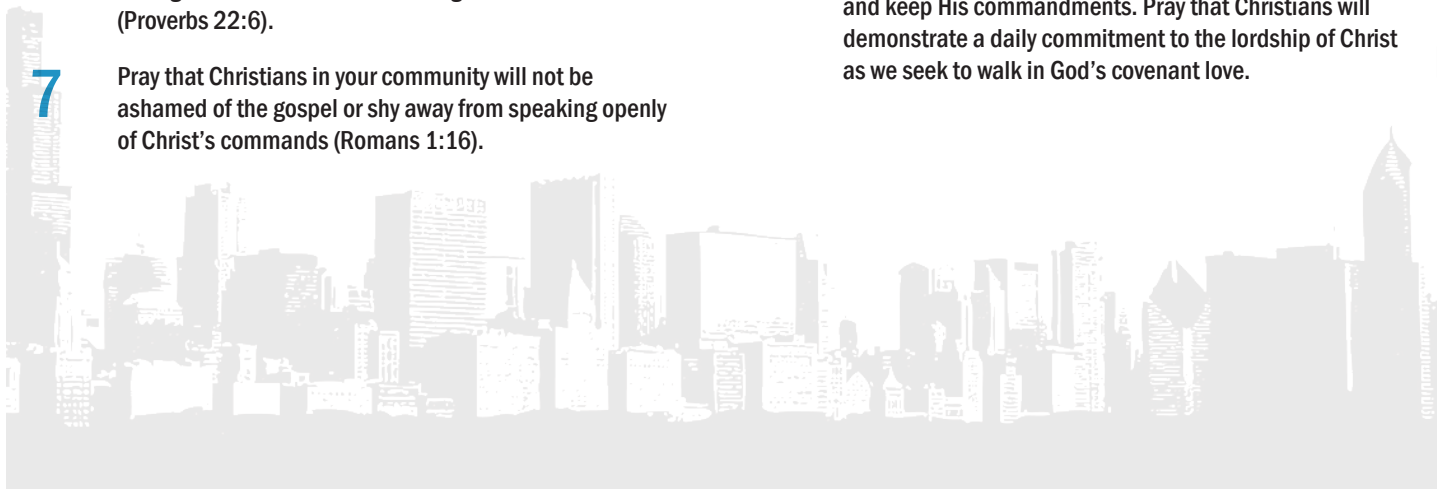 (Proverbs 22:6).
7
Pray that Christians in your community will not be
ashamed of the gospel or shy away from speaking openly
of Christ's commands (Romans 1:16).
and keep His commandments. Pray that Christians will
demonstrate a daily commitment to the lordship of Christ
as we seek to walk in God's covenant love.